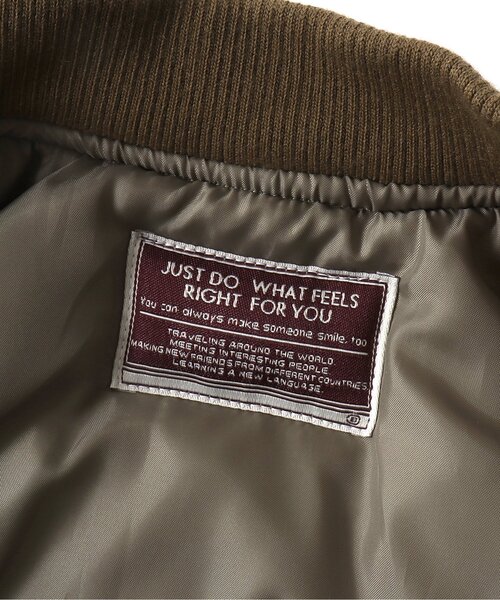 JUST DO WHAT FEELS
RIGHT FOR YOU
You can always make someone smile, too
TRAVELING AROUND THE WORLD.
MEETING INTERESTING PEOPLE.
MAKING NEW FRIENDS FROM DIFFERENT COUNTRIES
LEARNING A NEW LANGUAGE.